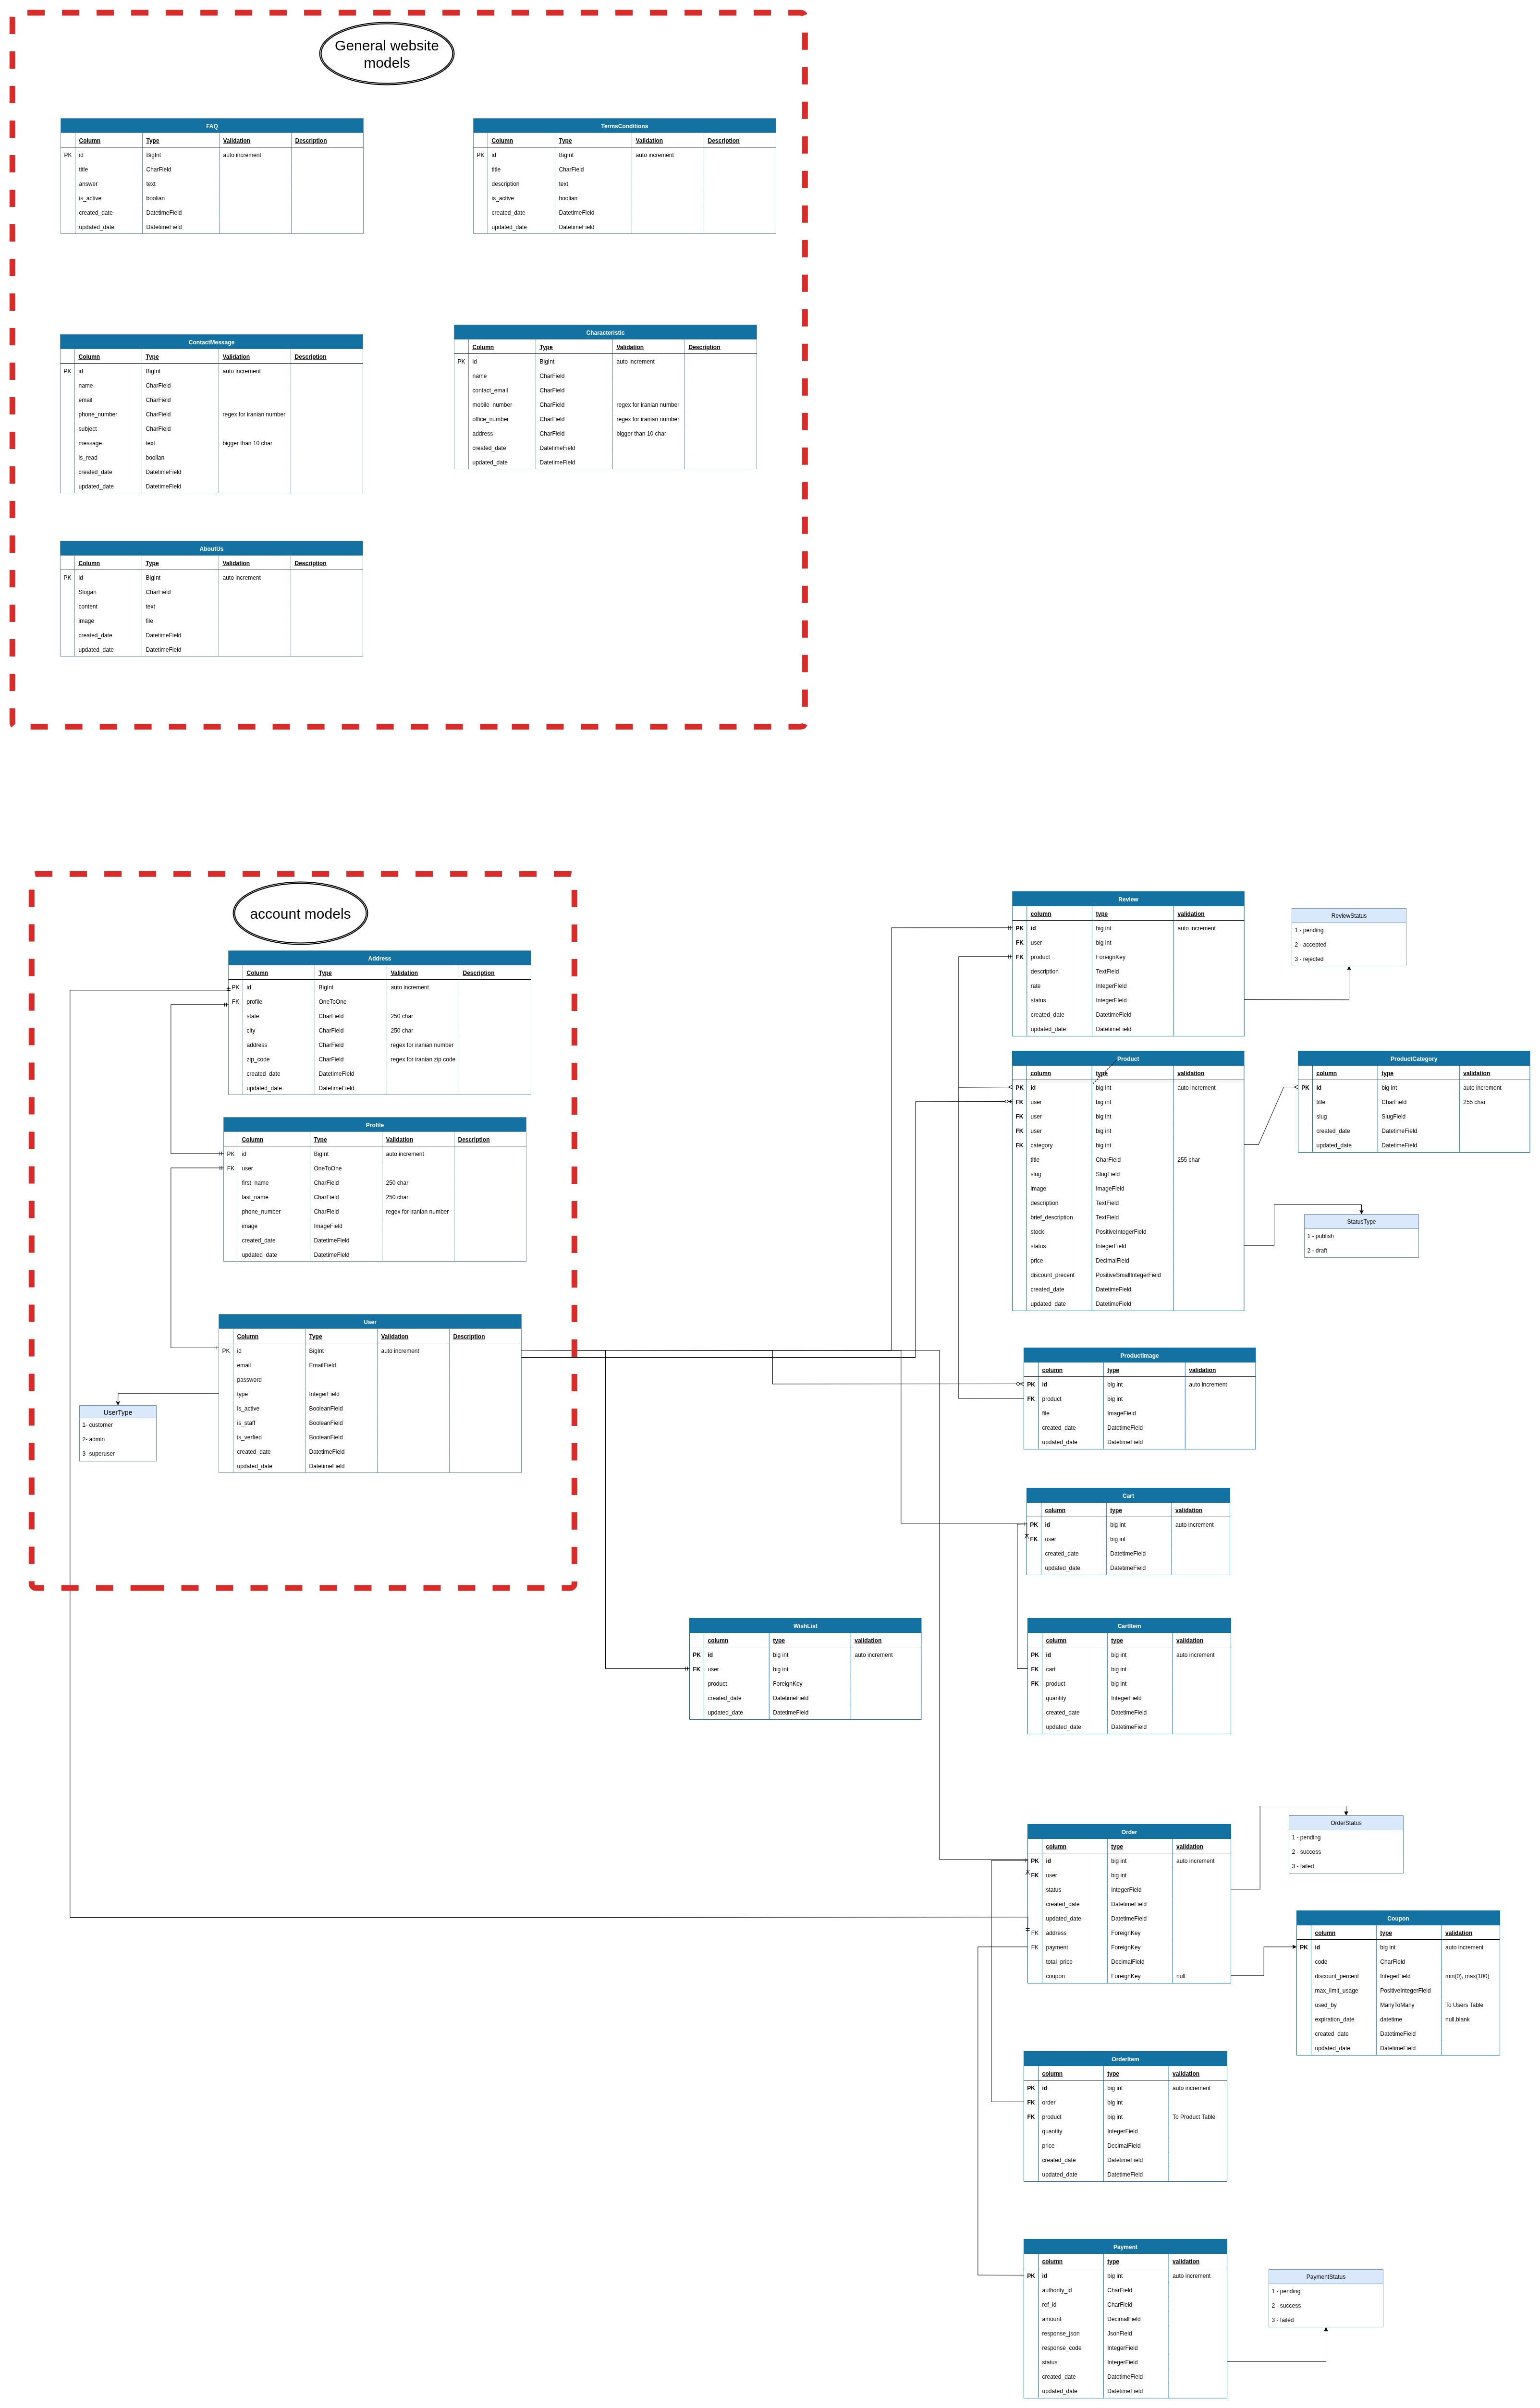 General website
models
FAQ
Column Type Validation Description
PK id BigInt auto increment
title CharField
answer text
is_active boolian
created_date DatetimeField
updated_date DatetimeField
TermsConditions
Column Type Validation Description
PK id BigInt auto increment
title CharField
description text
is_active boolian
created_date DatetimeField
updated_date DatetimeField
ContactMessage
Column Type Validation Description
PK id BigInt auto increment
name CharField
email CharField
phone_number CharField regex for iranian number
subject CharField
message text bigger than 10 char
is_read boolian
created_date DatetimeField
updated_date DatetimeField
Characteristic
Column Type Validation Description
PK id BigInt auto increment
name CharField
contact_email CharField
mobile_number CharField regex for iranian number
office_number CharField regex for iranian number
address CharField bigger than 10 char
created_date DatetimeField
updated_date DatetimeField
AboutUs
Column Type Validation Description
PK id BigInt auto increment
Slogan CharField
content text
image file
created_date DatetimeField
updated_date DatetimeField
account models
Address
Column Type Validation Description
PK id BigInt auto increment
FK profile OneToOne
state CharField 250 char
city CharField 250 char
address CharField regex for iranian number
zip_code CharField regex for iranian zip code
created_date DatetimeField
updated_date DatetimeField
Profile
Column Type Validation Description
PK id BigInt auto increment
FK user OneToOne
first_name CharField 250 char
last_name CharField 250 char
phone_number CharField regex for iranian number
image ImageField
created_date DatetimeField
updated_date DatetimeField
User
Column Type Validation Description
PK id BigInt auto increment
email EmailField
password
type IntegerField
is_active BooleanField
is_staff BooleanField
is_verfied BooleanField
created_date DatetimeField
updated_date DatetimeField
UserType
1- customer
2- admin
3- superuser
Review
column type validation
PK id big int auto increment
FK user big int
FK product ForeignKey
description TextField
rate IntegerField
status IntegerField
created_date DatetimeField
updated_date DatetimeField
ReviewStatus
1 - pending
2 - accepted
3 - rejected
Product
column type validation
PK id big int auto increment
FK user big int
FK user big int
FK user big int
FK category big int
title CharField 255 char
slug SlugField
image ImageField
description TextField
brief_description TextField
stock PositiveIntegerField
status IntegerField
price DecimalField
discount_precent PositiveSmallIntegerField
created_date DatetimeField
updated_date DatetimeField
ProductCategory
column type validation
PK id big int auto increment
title CharField 255 char
slug SlugField
created_date DatetimeField
updated_date DatetimeField
StatusType
1 - publish
2 - draft
ProductImage
column type validation
PK id big int auto increment
FK product big int
file ImageField
created_date DatetimeField
updated_date DatetimeField
Cart
column type validation
PK id big int auto increment
FK user big int
created_date DatetimeField
updated_date DatetimeField
WishList
column type validation
PK id big int auto increment
FK user big int
product ForeignKey
created_date DatetimeField
updated_date DatetimeField
CartItem
column type validation
PK id big int auto increment
FK cart big int
FK product big int
quantity IntegerField
created_date DatetimeField
updated_date DatetimeField
Order
column type validation
PK id big int auto increment
FK user big int
status IntegerField
created_date DatetimeField
updated_date DatetimeField
FK address ForeignKey
FK payment ForeignKey
total_price DecimalField
coupon ForeignKey null
OrderStatus
1 - pending
2 - success
3 - failed
Coupon
column type validation
PK id big int auto increment
code CharField
discount_percent IntegerField min(0), max(100)
max_limit_usage PositiveIntegerField
used_by ManyToMany To Users Table
expiration_date datetime null,blank
created_date DatetimeField
updated_date DatetimeField
OrderItem
column type validation
PK id big int auto increment
FK order big int
FK product big int To Product Table
quantity IntegerField
price DecimalField
created_date DatetimeField
updated_date DatetimeField
Payment
column type validation
PK id big int auto increment
authority_id CharField
ref_id CharField
amount DecimalField
response_json JsonField
response_code IntegerField
status IntegerField
created_date DatetimeField
updated_date DatetimeField
PaymentStatus
1 - pending
2 - success
3 - failed